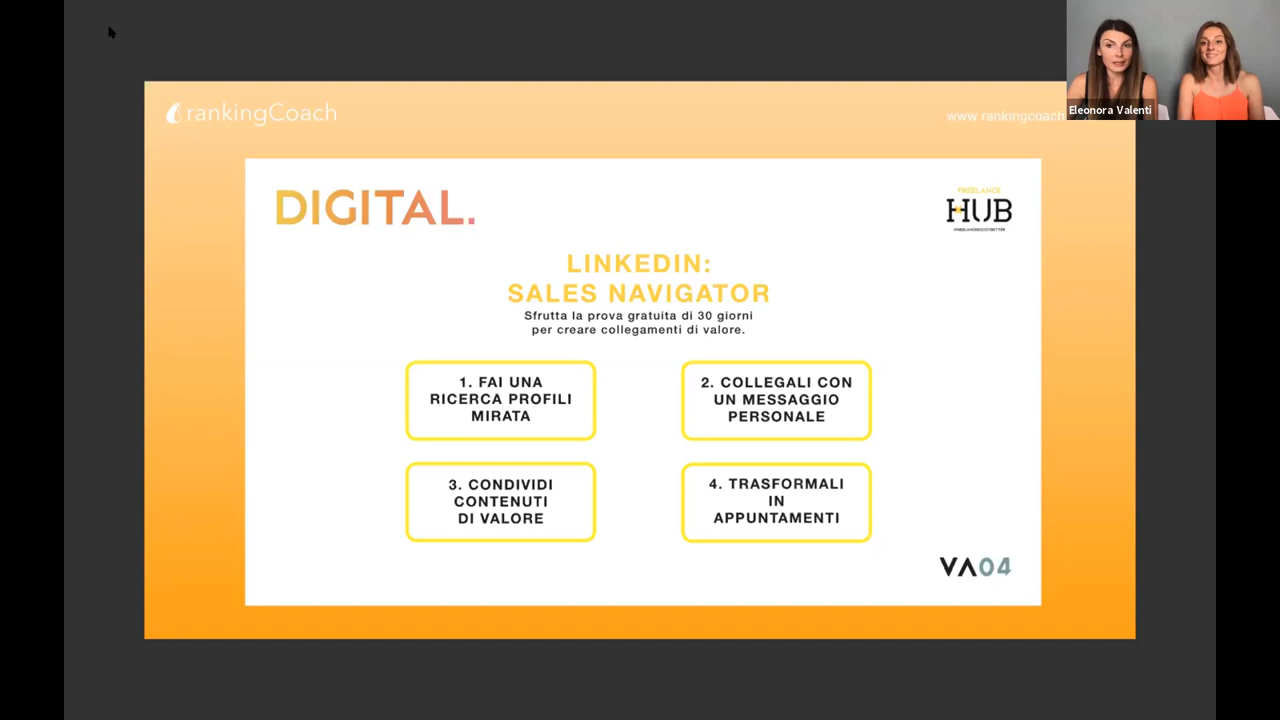 rankingCoach
www.rankingcoach
Eleonora Valenti
DIGITAL.
FREELANCE
HUB
LINKEDIN:
SALES NAVIGATOR
Sfrutta la prova gratuita di 30 giorni
per creare collegamenti di valore.
1. FAI UNA
RICERCA PROFILI
MIRATA
2. COLLEGALI CON
UN MESSAGGIO
PERSONALE
3. CONDIVIDI
CONTENUTI
DI VALORE
4. TRASFORMALI
IN
APPUNTAMENTI
VA04